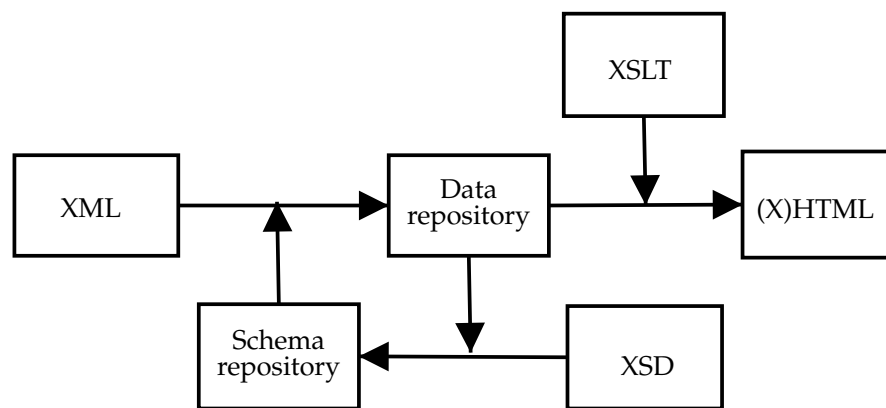 XSLT
XML
Data
repository
(X)HTML
Schema
repository
XSD